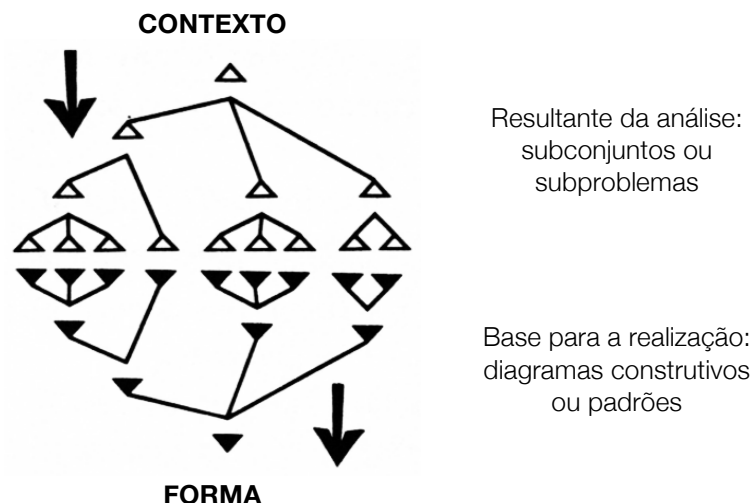 CONTEXTO
Resultante da análise:
subconjuntos ou
subproblemas
Base para a realização:
diagramas construtivos
ou padrões
FORMA